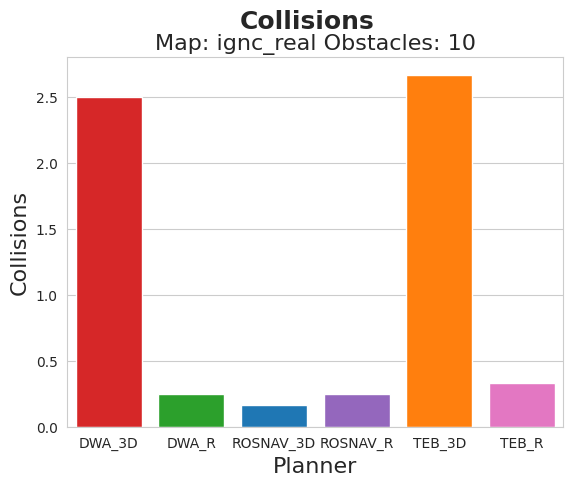 Collisions
Map: ignc_real Obstacles: 10
Collisions
2.5
2.0
1.5
1.0
0.5
0.0
DWA_3D DWA_R ROSNAV_3D ROSNAV_R TEB_3D TEB_R
Planner